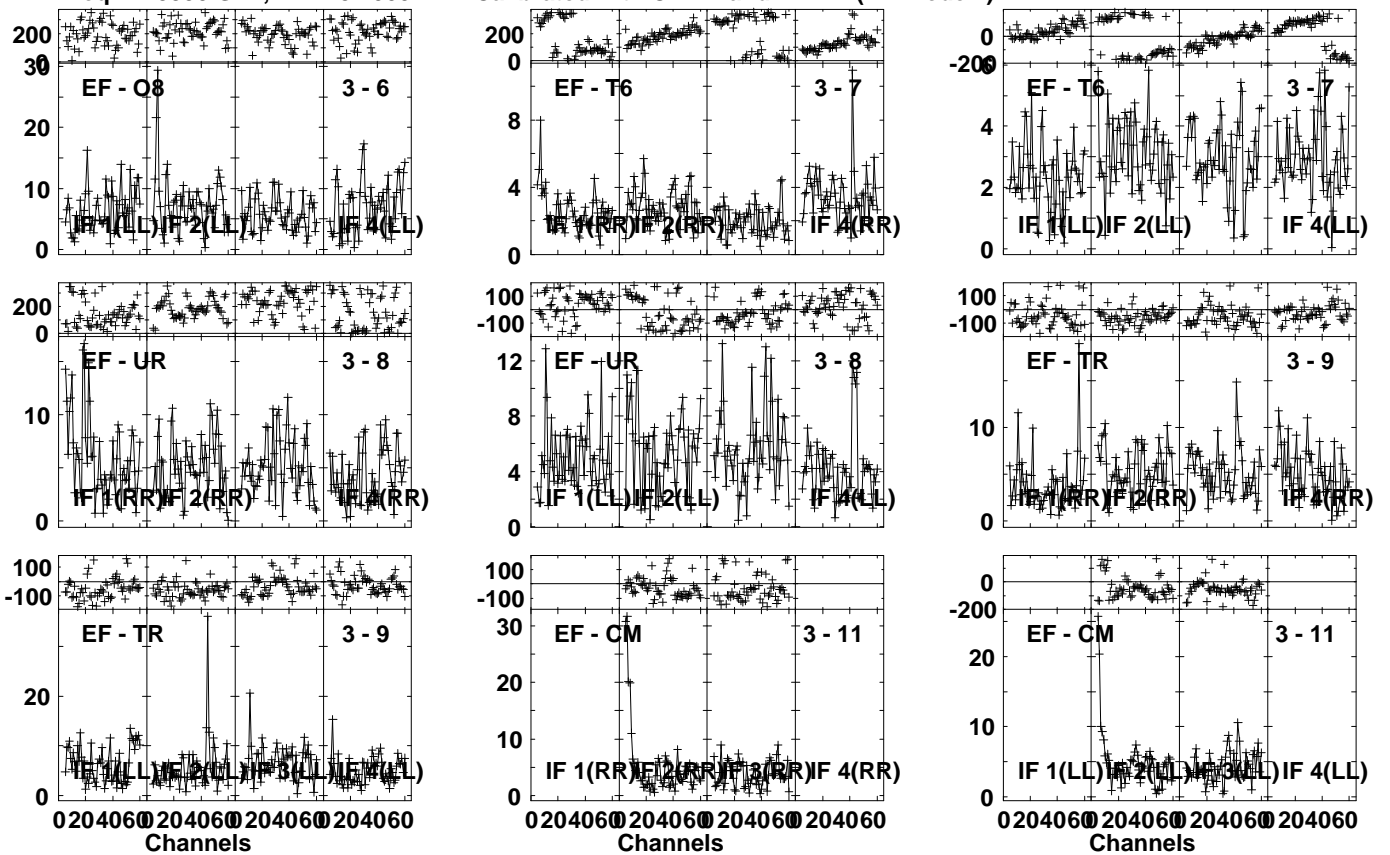 200
0
30
20
10
0
EF - O8
3 - 6
IF 1(LL)
IF 2(LL)
IF 4(LL)
200
0
8
4
0
EF - T6
3 - 7
IF 1(RR)
IF 2(RR)
IF 4(RR)
0
-200
6
4
2
0
EF - T6
3 - 7
IF 1(LL)
IF 2(LL)
IF 4(LL)
200
0
10
0
EF - UR
3 - 8
IF 1(RR)
IF 2(RR)
IF 4(RR)
100
-100
12
8
4
0
EF - UR
3 - 8
IF 1(LL)
IF 2(LL)
IF 4(LL)
100
-100
10
0
EF - TR
3 - 9
IF 1(RR)
IF 2(RR)
IF 4(RR)
100
-100
20
0
EF - TR
3 - 9
IF 1(LL)
IF 2(LL)
IF 3(LL)
IF 4(LL)
0 20 40 60 0 20 40 60 0 20 40 60 0 20 40 60
Channels
100
-100
30
20
10
0
EF - CM
3 - 11
IF 1(RR)
IF 2(RR)
IF 3(RR)
IF 4(RR)
0 20 40 60 0 20 40 60 0 20 40 60 0 20 40 60
Channels
0
-200
20
10
0
EF - CM
3 - 11
IF 1(LL)
IF 2(LL)
IF 3(LL)
IF 4(LL)
0 20 40 60 0 20 40 60 0 20 40 60 0 20 40 60
Channels